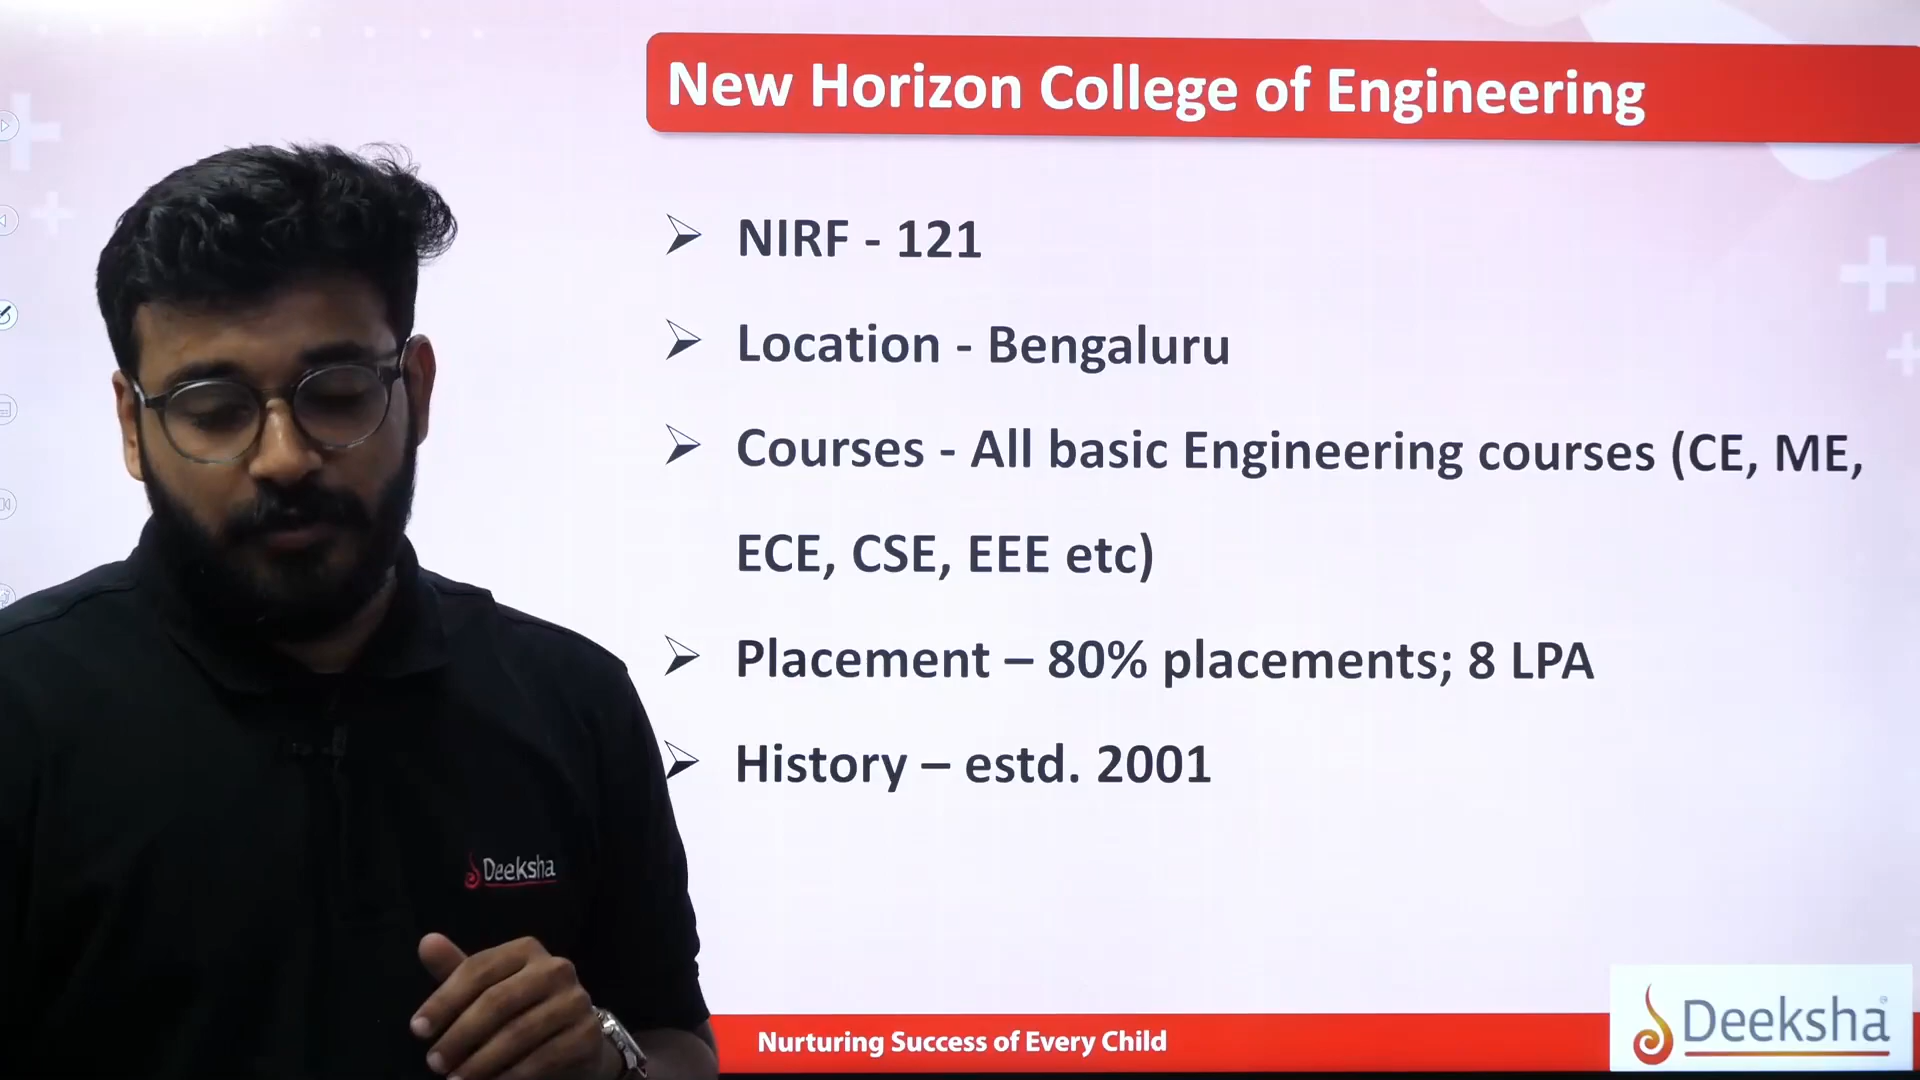 New Horizon College of Engineering
NIRF - 121
Location - Bengaluru
Courses - All basic Engineering courses (CE, ME,
ECE, CSE, EEE etc)
Placement – 80% placements; 8 LPA
History – estd. 2001
Deeksha
Nurturing Success of Every Child
Deeksha